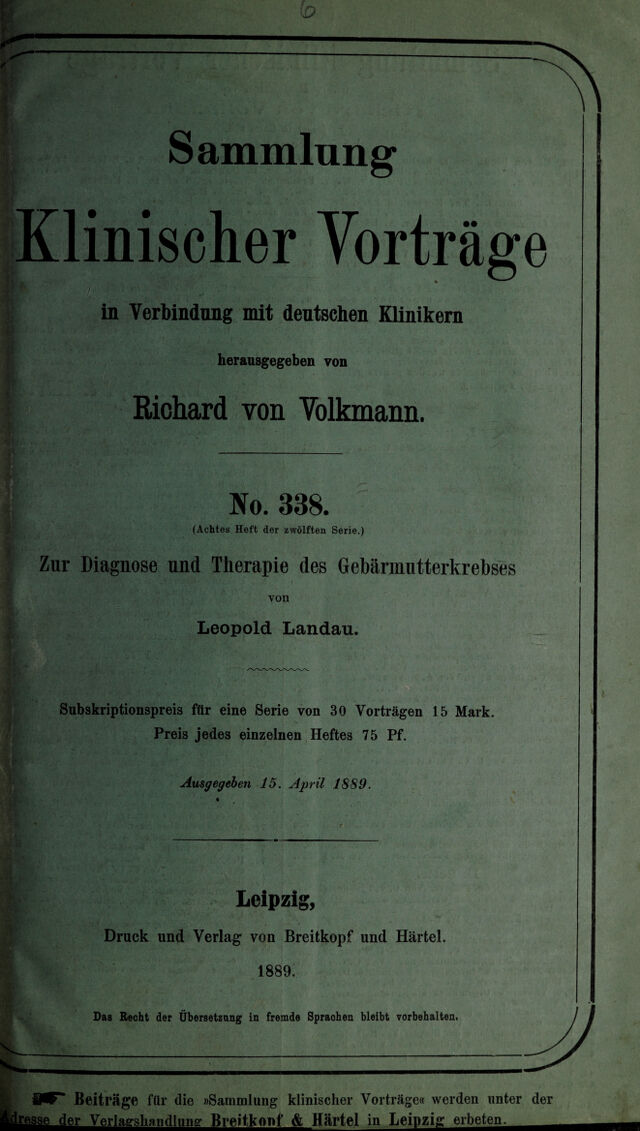 6
Sammlung
Klinischer Vorträge
in Verbindung mit deutschen Klinikern
herausgegeben von
Richard von Volkmann.
No. 338.
(Achtes Heft der zwölften Serie.)
Zur Diagnose und Therapie des Gebärmutterkrebses
von
Leopold Landau.
Subskriptionspreis für eine Serie von 30 Vorträgen 15 Mark.
Preis jedes einzelnen Heftes 75 Pf.
Ausgegeben 15. April 1889.
Leipzig,
Druck und Verlag von Breitkopf und Härtel.
1889.
Das Recht der Übersetzung in fremde Sprachen bleibt vorbehalten.
☛ Beiträge für die »Sammlung klinischer Vorträge« werden unter der
Adresse der Verlagshandlung Breitkopf & Härtel in Leipzig erbeten.